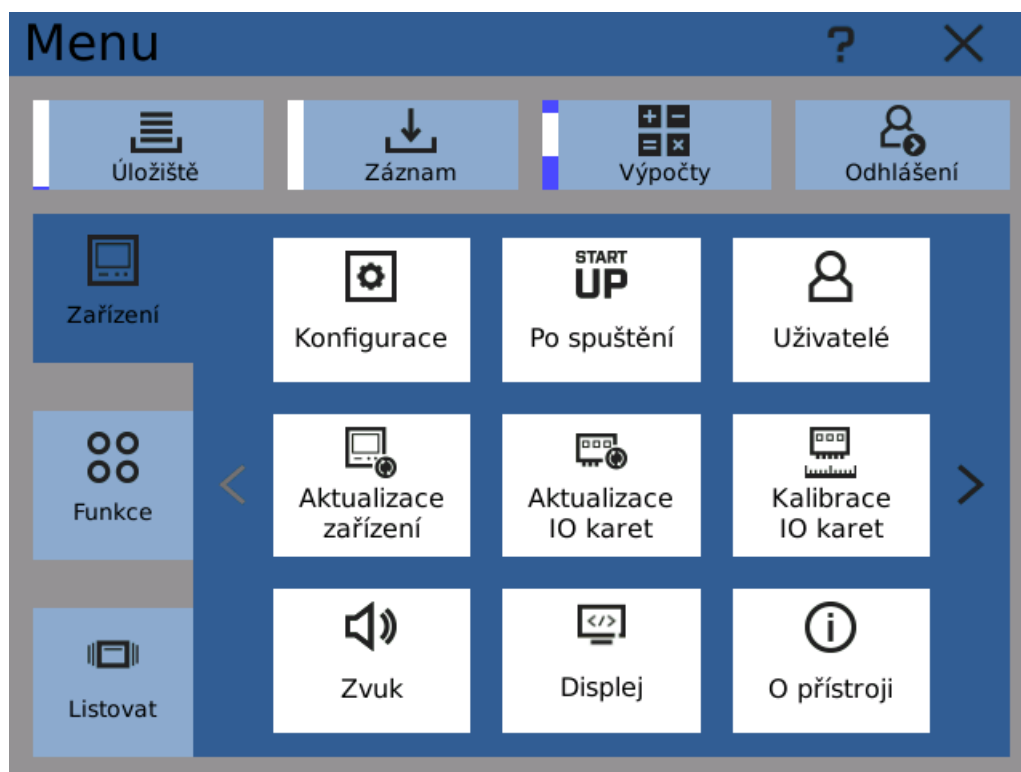 Menu
?
Úložiště
Záznam
Výpočty
Odhlášení
Zařízení
Funkce
Listovat
Konfigurace
START
UP
Po spuštění
Uživatelé
Aktualizace
zařízení
Aktualizace
IO karet
Kalibrace
IO karet
Zvuk
Displej
O přístroji